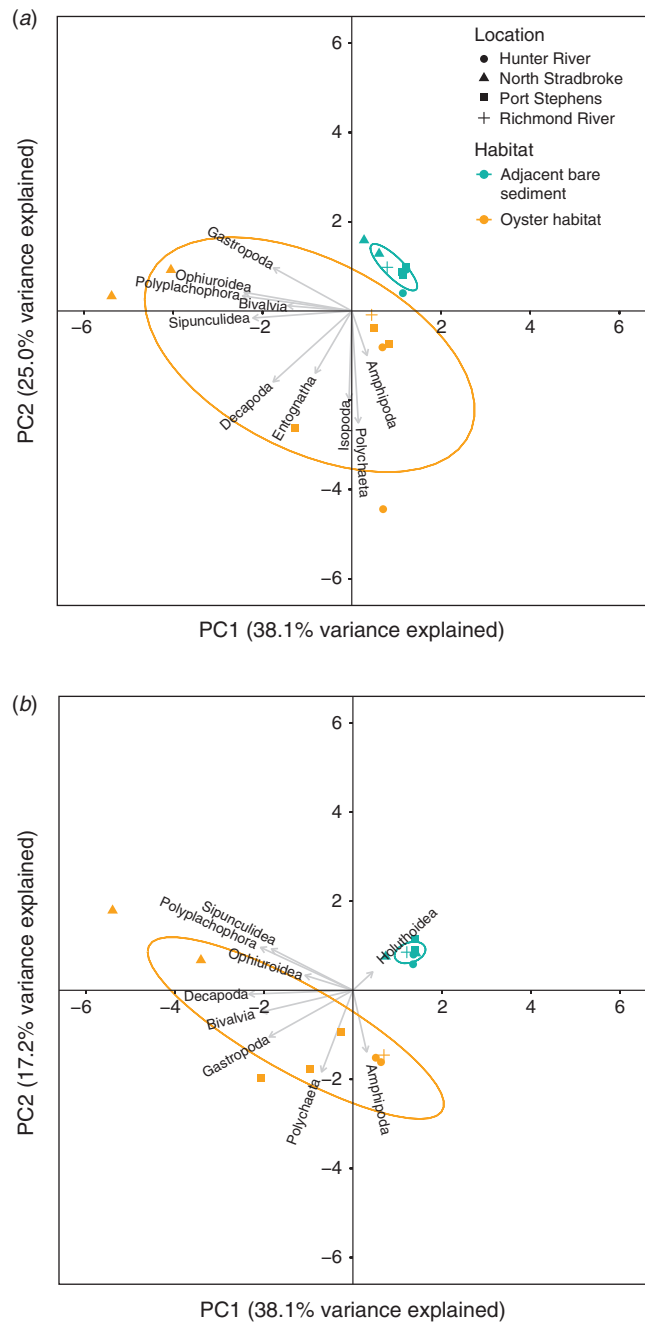 (a)
6
4
2
−2
−4
−6
−6
−4
−2
2
4
6
Location
Hunter River
North Stradbroke
Port Stephens
Richmond River
Habitat
Adjacent bare
sediment
Oyster habitat
Gastropoda
Ophiuroidea
Polyplachophora
Bivalvia
Sipunculidea
Decapoda
Entognatha
Isopoda
Polychaeta
Amphipoda
PC2 (25.0% variance explained)
PC1 (38.1% variance explained)
(b)
6
4
2
−2
−4
−6
−6
−4
−2
2
4
6
Sipunculidea
Polyplachophora
Ophiuroidea
Decapoda
Bivalvia
Gastropoda
Polychaeta
Amphipoda
Holuthoidea
PC2 (17.2% variance explained)
PC1 (38.1% variance explained)